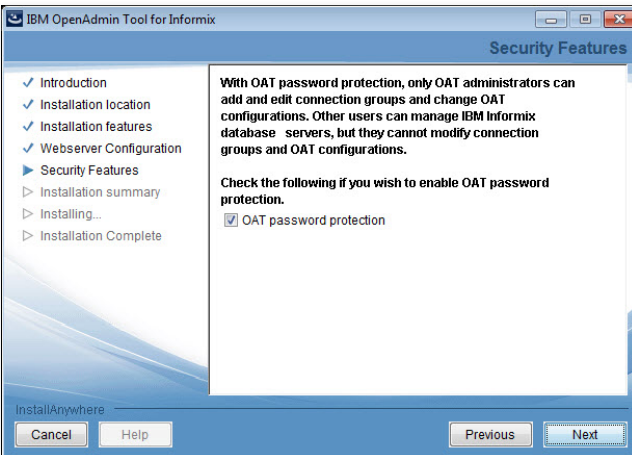 IBM OpenAdmin Tool for Informix
Security Features
Introduction
Installation location
Installation features
Webserver Configuration
Security Features
Installation summary
Installing...
Installation Complete
With OAT password protection, only OAT administrators can
add and edit connection groups and change OAT
configurations. Other users can manage IBM Informix
database servers, but they cannot modify connection
groups and OAT configurations.
Check the following if you wish to enable OAT password
protection.
OAT password protection
InstallAnywhere
Cancel
Help
Previous
Next